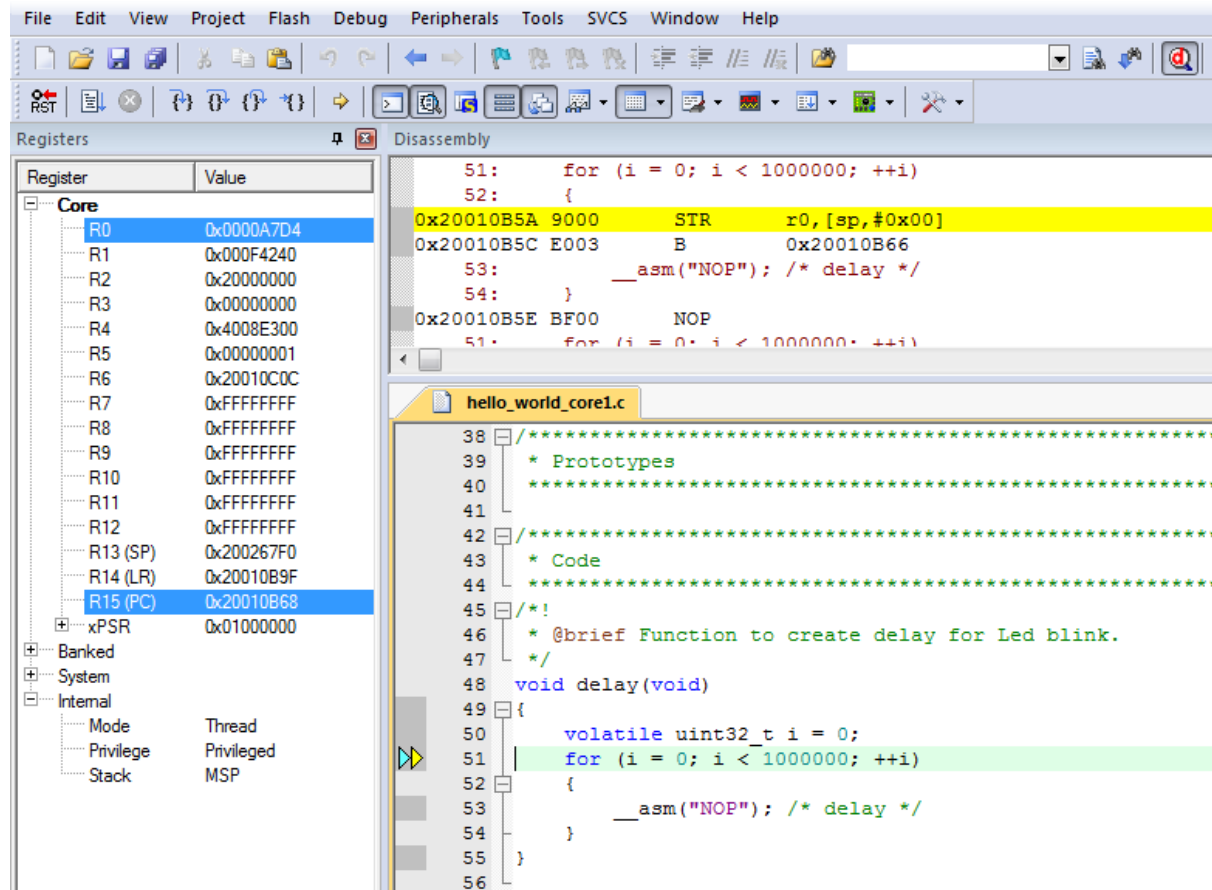 File Edit View Project Flash Debug Peripherals Tools SVCS Window Help
RST
Registers
Register Value
Core
R0 0x0000A7D4
R1 0x000F4240
R2 0x20000000
R3 0x00000000
R4 0x4008E300
R5 0x00000001
R6 0x20010C0C
R7 0xFFFFFFFF
R8 0xFFFFFFFF
R9 0xFFFFFFFF
R10 0xFFFFFFFF
R11 0xFFFFFFFF
R12 0xFFFFFFFF
R13 (SP) 0x200267F0
R14 (LR) 0x20010B9F
R15 (PC) 0x20010B68
xPSR 0x01000000
Banked
System
Internal
Mode Thread
Privilege Privileged
Stack MSP
Disassembly
51: for (i = 0; i < 1000000; ++i)
52: {
0x20010B5A 9000 STR r0,[sp,#0x00]
0x20010B5C E003 B 0x20010B66
53: __asm("NOP"); /* delay */
54: }
0x20010B5E BF00 NOP
51: for (i = 0; i < 1000000; ++i)
hello_world_core1.c
38 /*******************************************************
39 * Prototypes
40 *******************************************************
41
42 /*******************************************************
43 * Code
44 *******************************************************
45 /*!
46 * @brief Function to create delay for Led blink.
47 */
48 void delay(void)
49 {
50 volatile uint32_t i = 0;
51 for (i = 0; i < 1000000; ++i)
52 {
53 __asm("NOP"); /* delay */
54 }
55 }
56